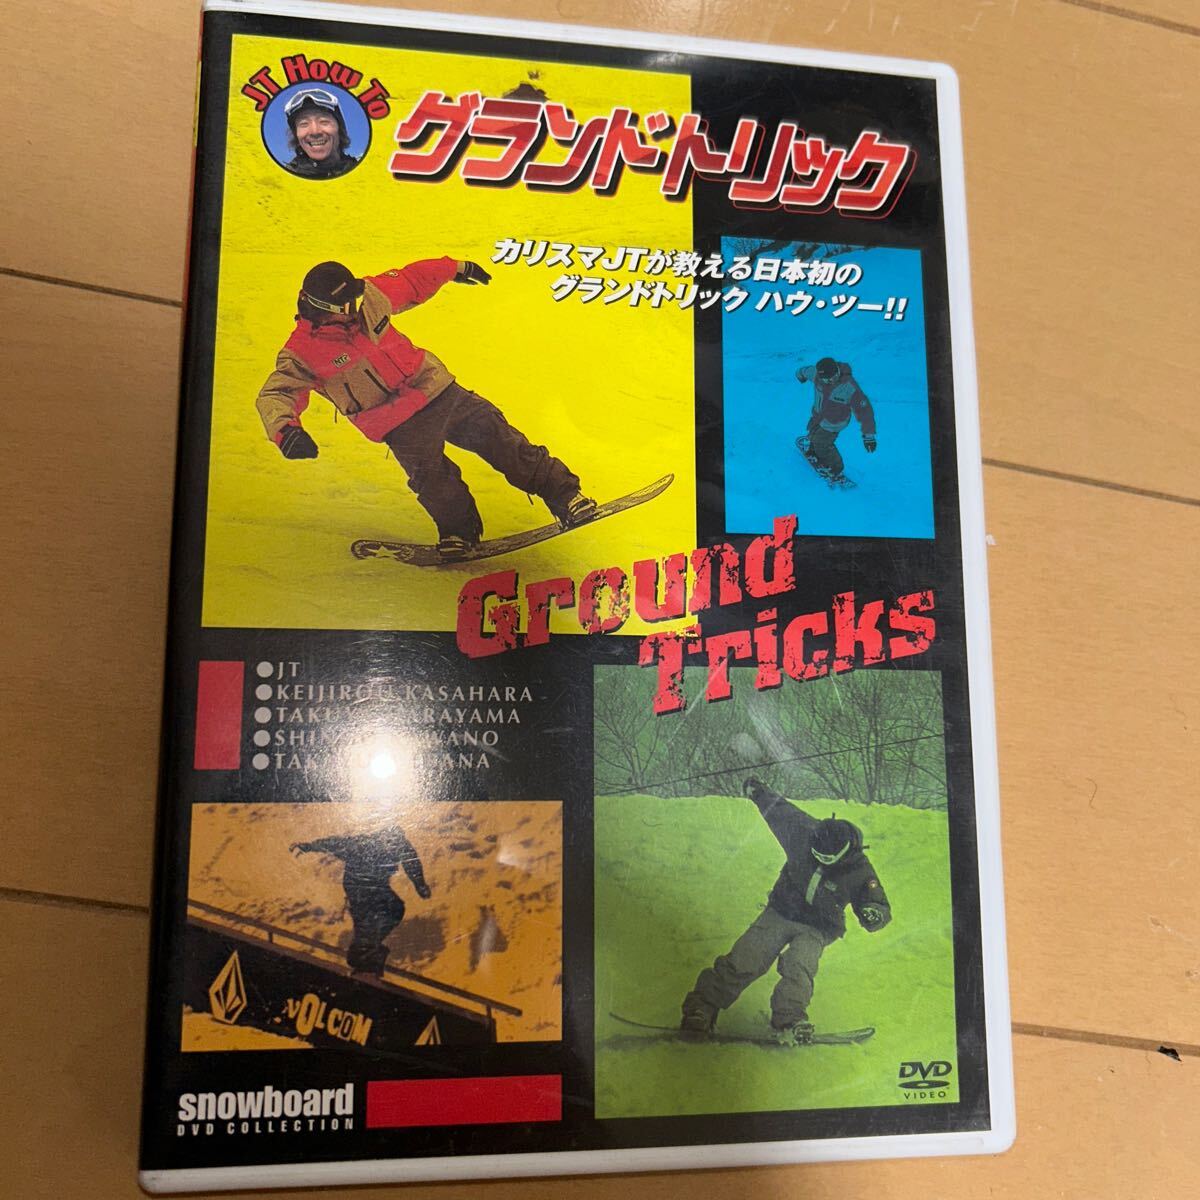 JT How To
グランドトリック
カリスマJTが教える日本初の
グランドトリック ハウ・ツー!!
NTP
Ground
Tricks
●JT
●KEIJIROU KASAHARA
VOLCOM
snowboard
DVD COLLECTION
DVD
VIDEO